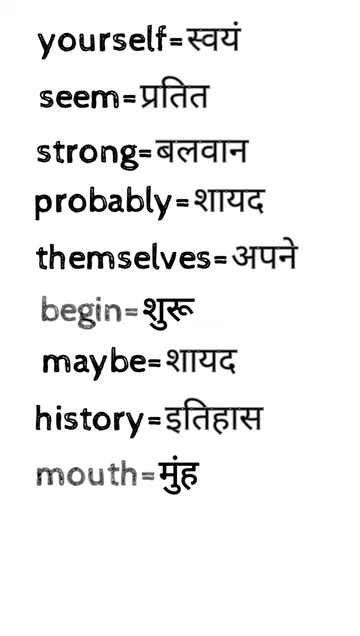 yourself=स्वयं
seem=प्रतित
strong=बलवान
probably=शायद
themselves=अपने
begin=शुरू
maybe=शायद
history=इतिहास
mouth=मुंह